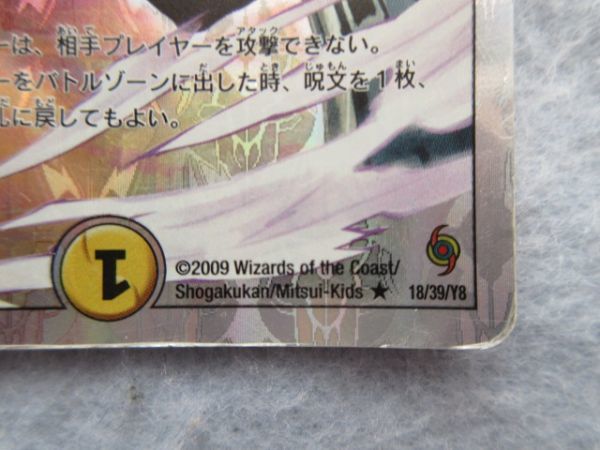 ーは、相手プレイヤーを攻撃できない。
ーをバトルゾーンに出した時、呪文を1枚、
札に戻してもよい。
1
©2009 Wizards of the Coast/
Shogakukan/Mitsui-Kids ★ 18/39/Y8